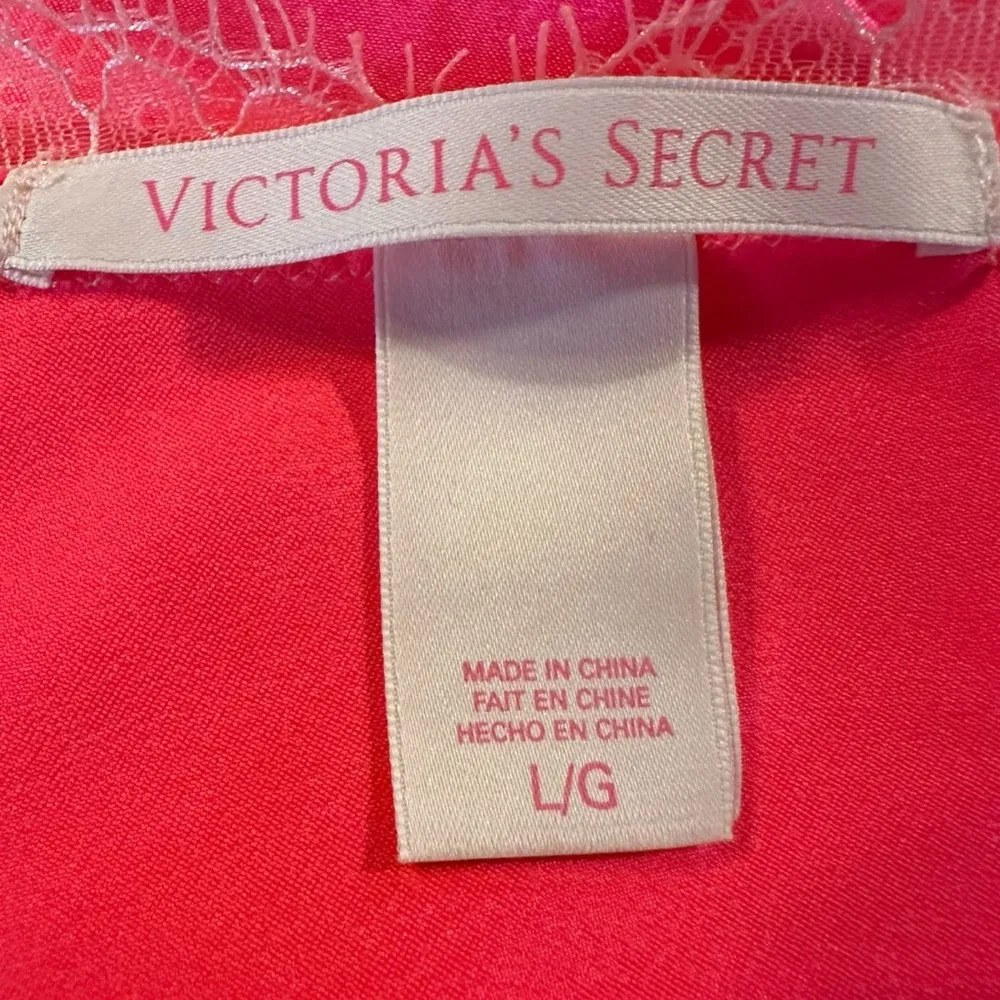 VICTORIA'S SECRET
MADE IN CHINA
FAIT EN CHINE
HECHO EN CHINA
L/G